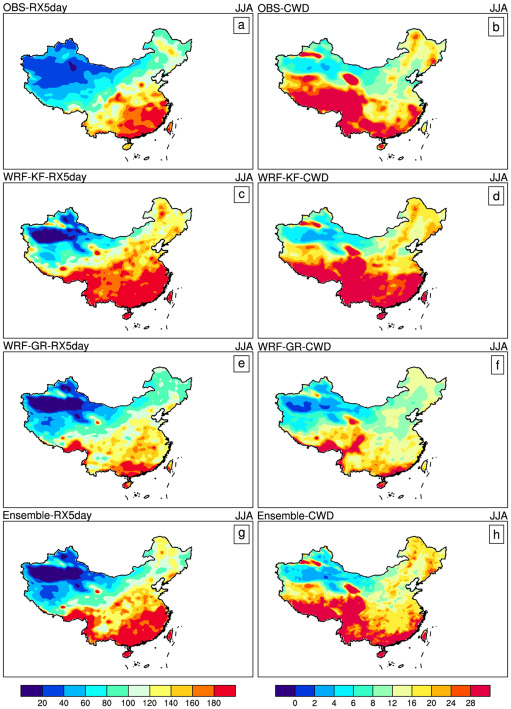 OBS-RX5day JJA OBS-CWD JJA
a b
WRF-KF-RX5day JJA WRF-KF-CWD JJA
c d
WRF-GR-RX5day JJA WRF-GR-CWD JJA
e f
Ensemble-RX5day JJA Ensemble-CWD JJA
g h
20 40 60 80 100 120 140 160 180 0 2 4 6 8 12 16 20 24 28